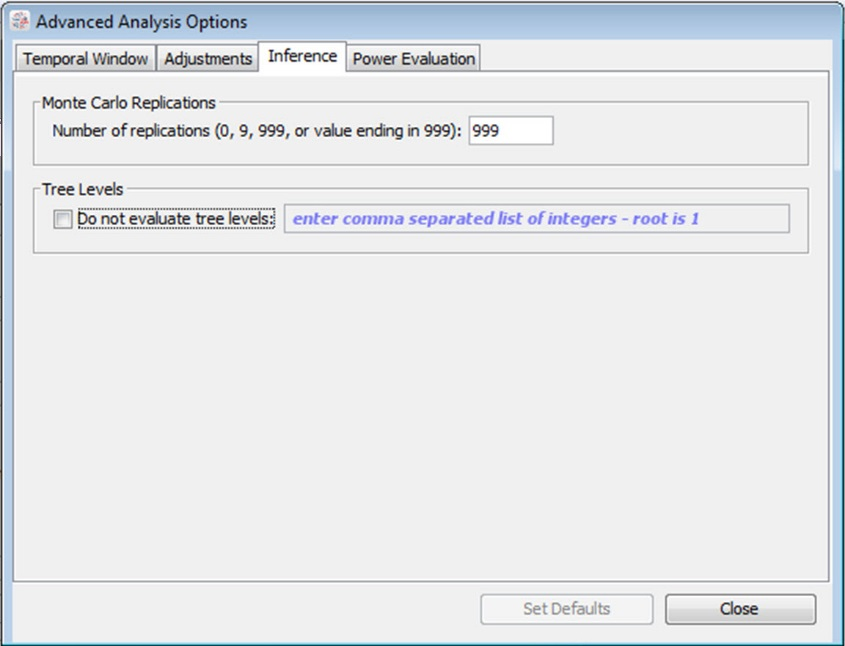 Advanced Analysis Options
Temporal Window Adjustments Inference Power Evaluation
Monte Carlo Replications
Number of replications (0, 9, 999, or value ending in 999): 999
Tree Levels
Do not evaluate tree levels: enter comma separated list of integers - root is 1
Set Defaults Close